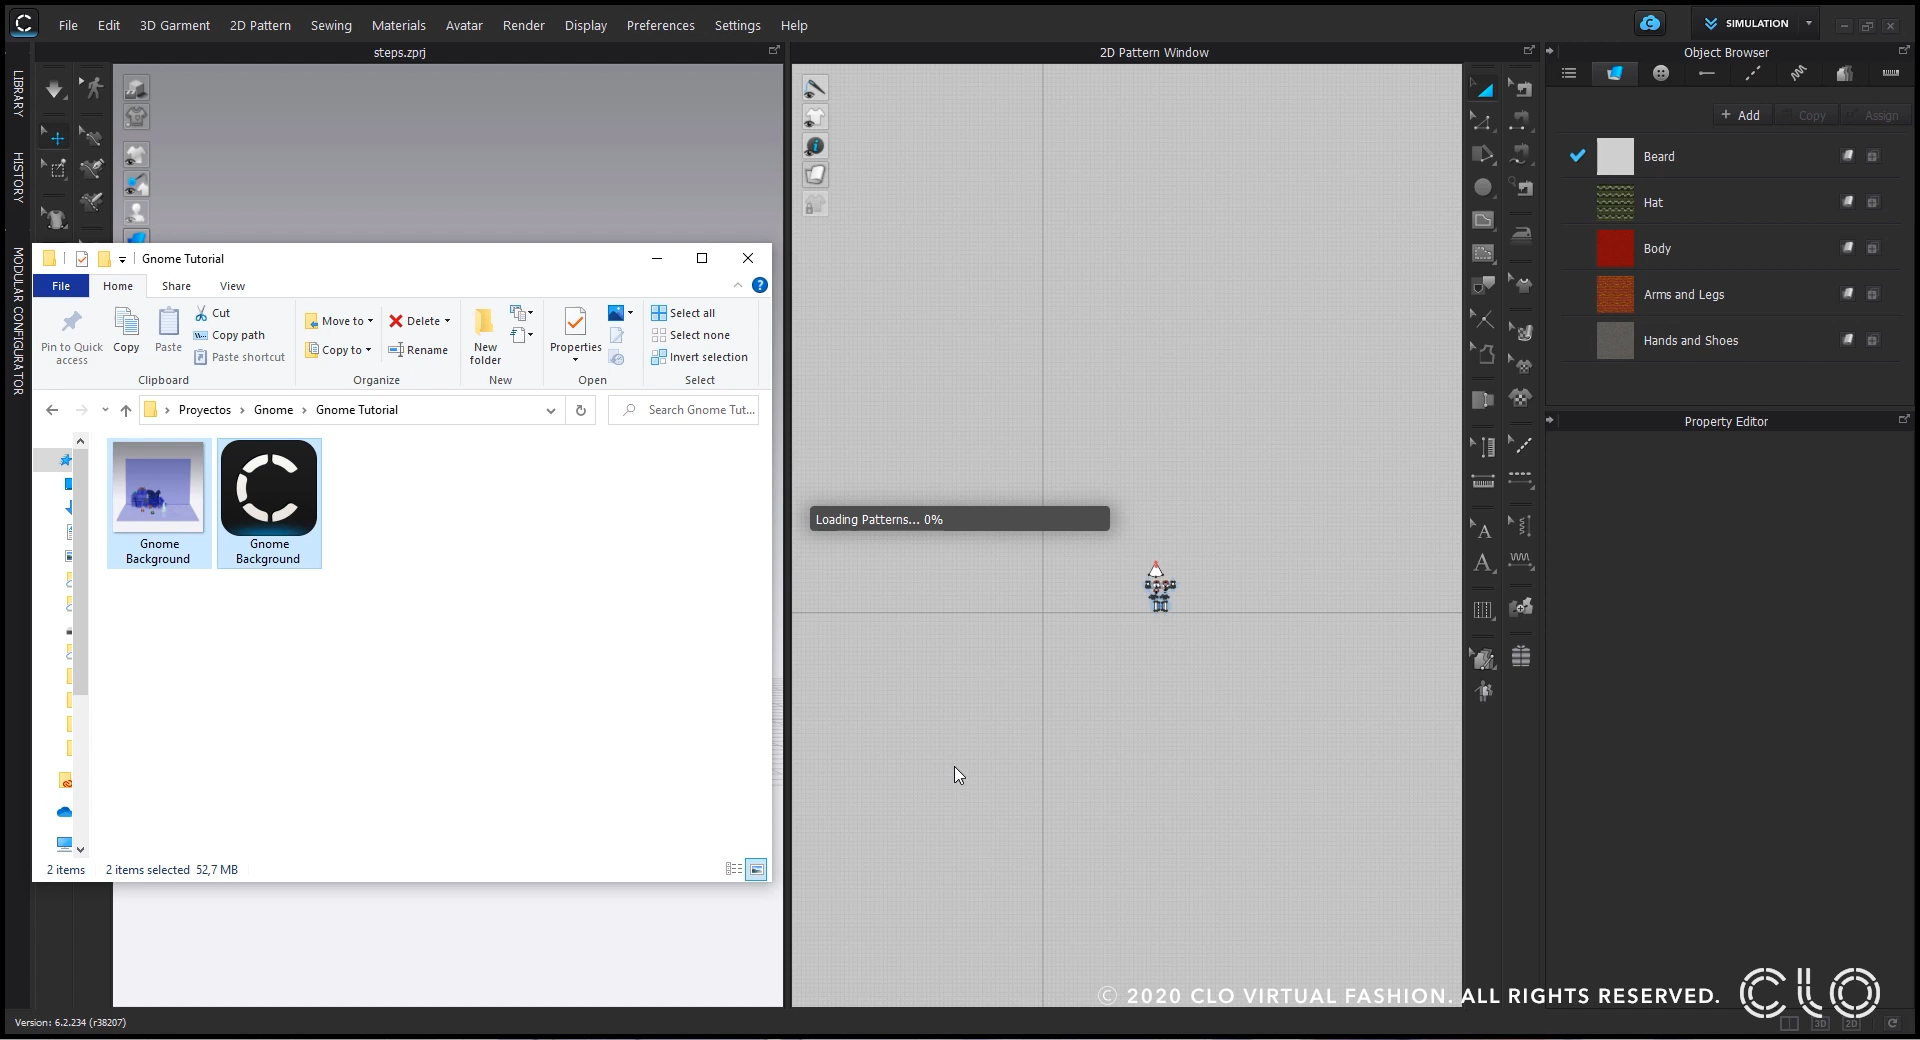 File Edit 3D Garment 2D Pattern Sewing Materials Avatar Render Display Preferences Settings Help
SIMULATION
steps.zprj
2D Pattern Window
Object Browser
LIBRARY
HISTORY
MODULAR CONFIGURATOR
+ Add Copy Assign
Beard
Hat
Body
Arms and Legs
Hands and Shoes
Property Editor
Gnome Tutorial
File Home Share View
Pin to Quick access
Copy
Paste
Cut
Copy path
Paste shortcut
Clipboard
Move to
Copy to
Delete
Rename
Organize
New folder
New
Properties
Open
Select all
Select none
Invert selection
Select
Proyectos > Gnome > Gnome Tutorial
Search Gnome Tut...
Gnome Background
Gnome Background
2 items 2 items selected 52,7 MB
Loading Patterns... 0%
© 2020 CLO VIRTUAL FASHION. ALL RIGHTS RESERVED. CLO
Version: 6.2.234 (r38207)
3D 2D